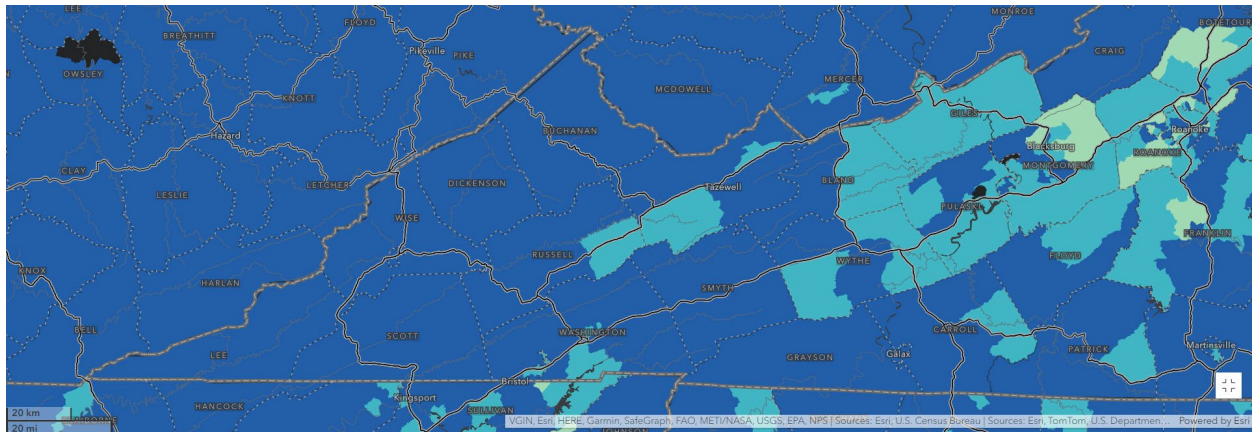 LEE
FLOYD
MONROE
BOTETOURT
BREATHITT
Pikeville
PIKE
CRAIG
OWSLEY
MERCER
MCDOWELL
KNOTT
GILES
Hazard
BUCHANAN
Roanoke
Blacksburg
ROANOKE
MONTGOMERY
CLAY
LESLIE
LETCHER
DICKENSON
Tazewell
BLAND
PULASKI
WISE
FRANKLIN
RUSSELL
FLOYD
WYTHE
KNOX
HARLAN
SMYTH
BELL
SCOTT
WASHINGTON
CARROLL
LEE
GRAYSON
Galax
PATRICK
Martinsville
Bristol
HANCOCK
Kingsport
SULLIVAN
20 km
20 mi
CLAIBORNE
JOHNSON
VGIN, Esri, HERE, Garmin, SafeGraph, FAO, METI/NASA, USGS, EPA, NPS | Sources: Esri, U.S. Census Bureau | Sources: Esri, TomTom, U.S. Departmen... Powered by Esri